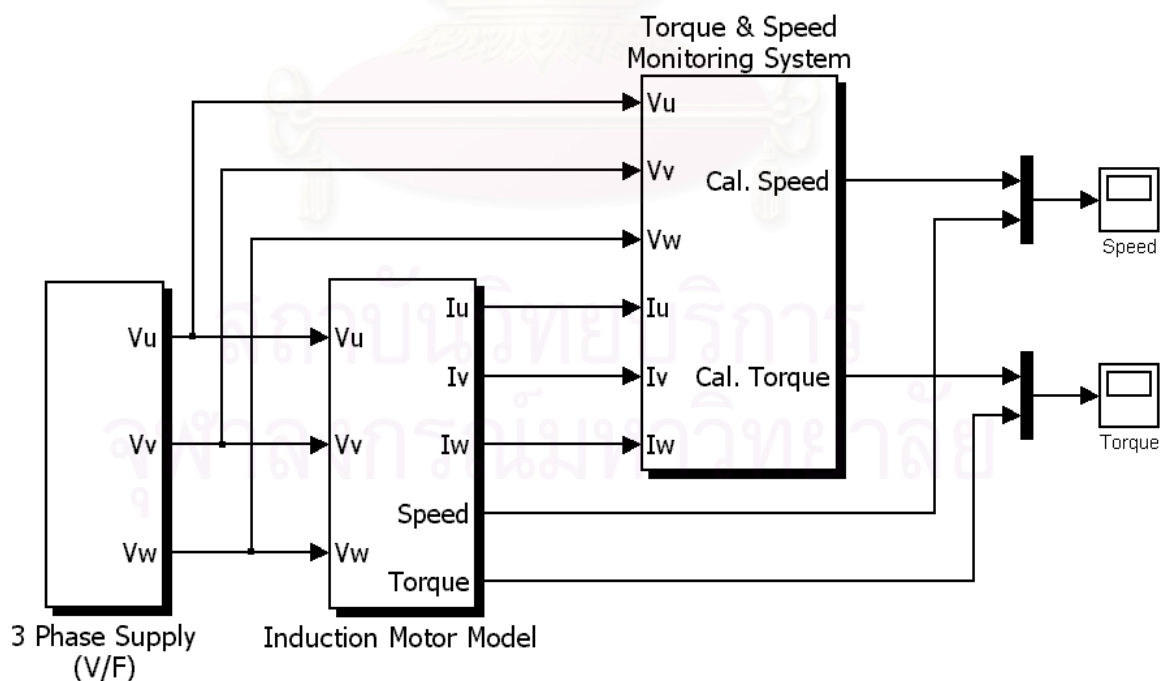 Torque & Speed
Monitoring System
Vu
Vv
Cal. Speed
Vw
Speed
Iu
Iu
Vu
Vu
Iv
Iv
Cal. Torque
Vv
Vv
Iw
Iw
Torque
Speed
Vw
Vw
Torque
3 Phase Supply
(V/F)
Induction Motor Model
สถาบันวิทยบริการ
จุฬาลงกรณ์มหาวิทยาลัย